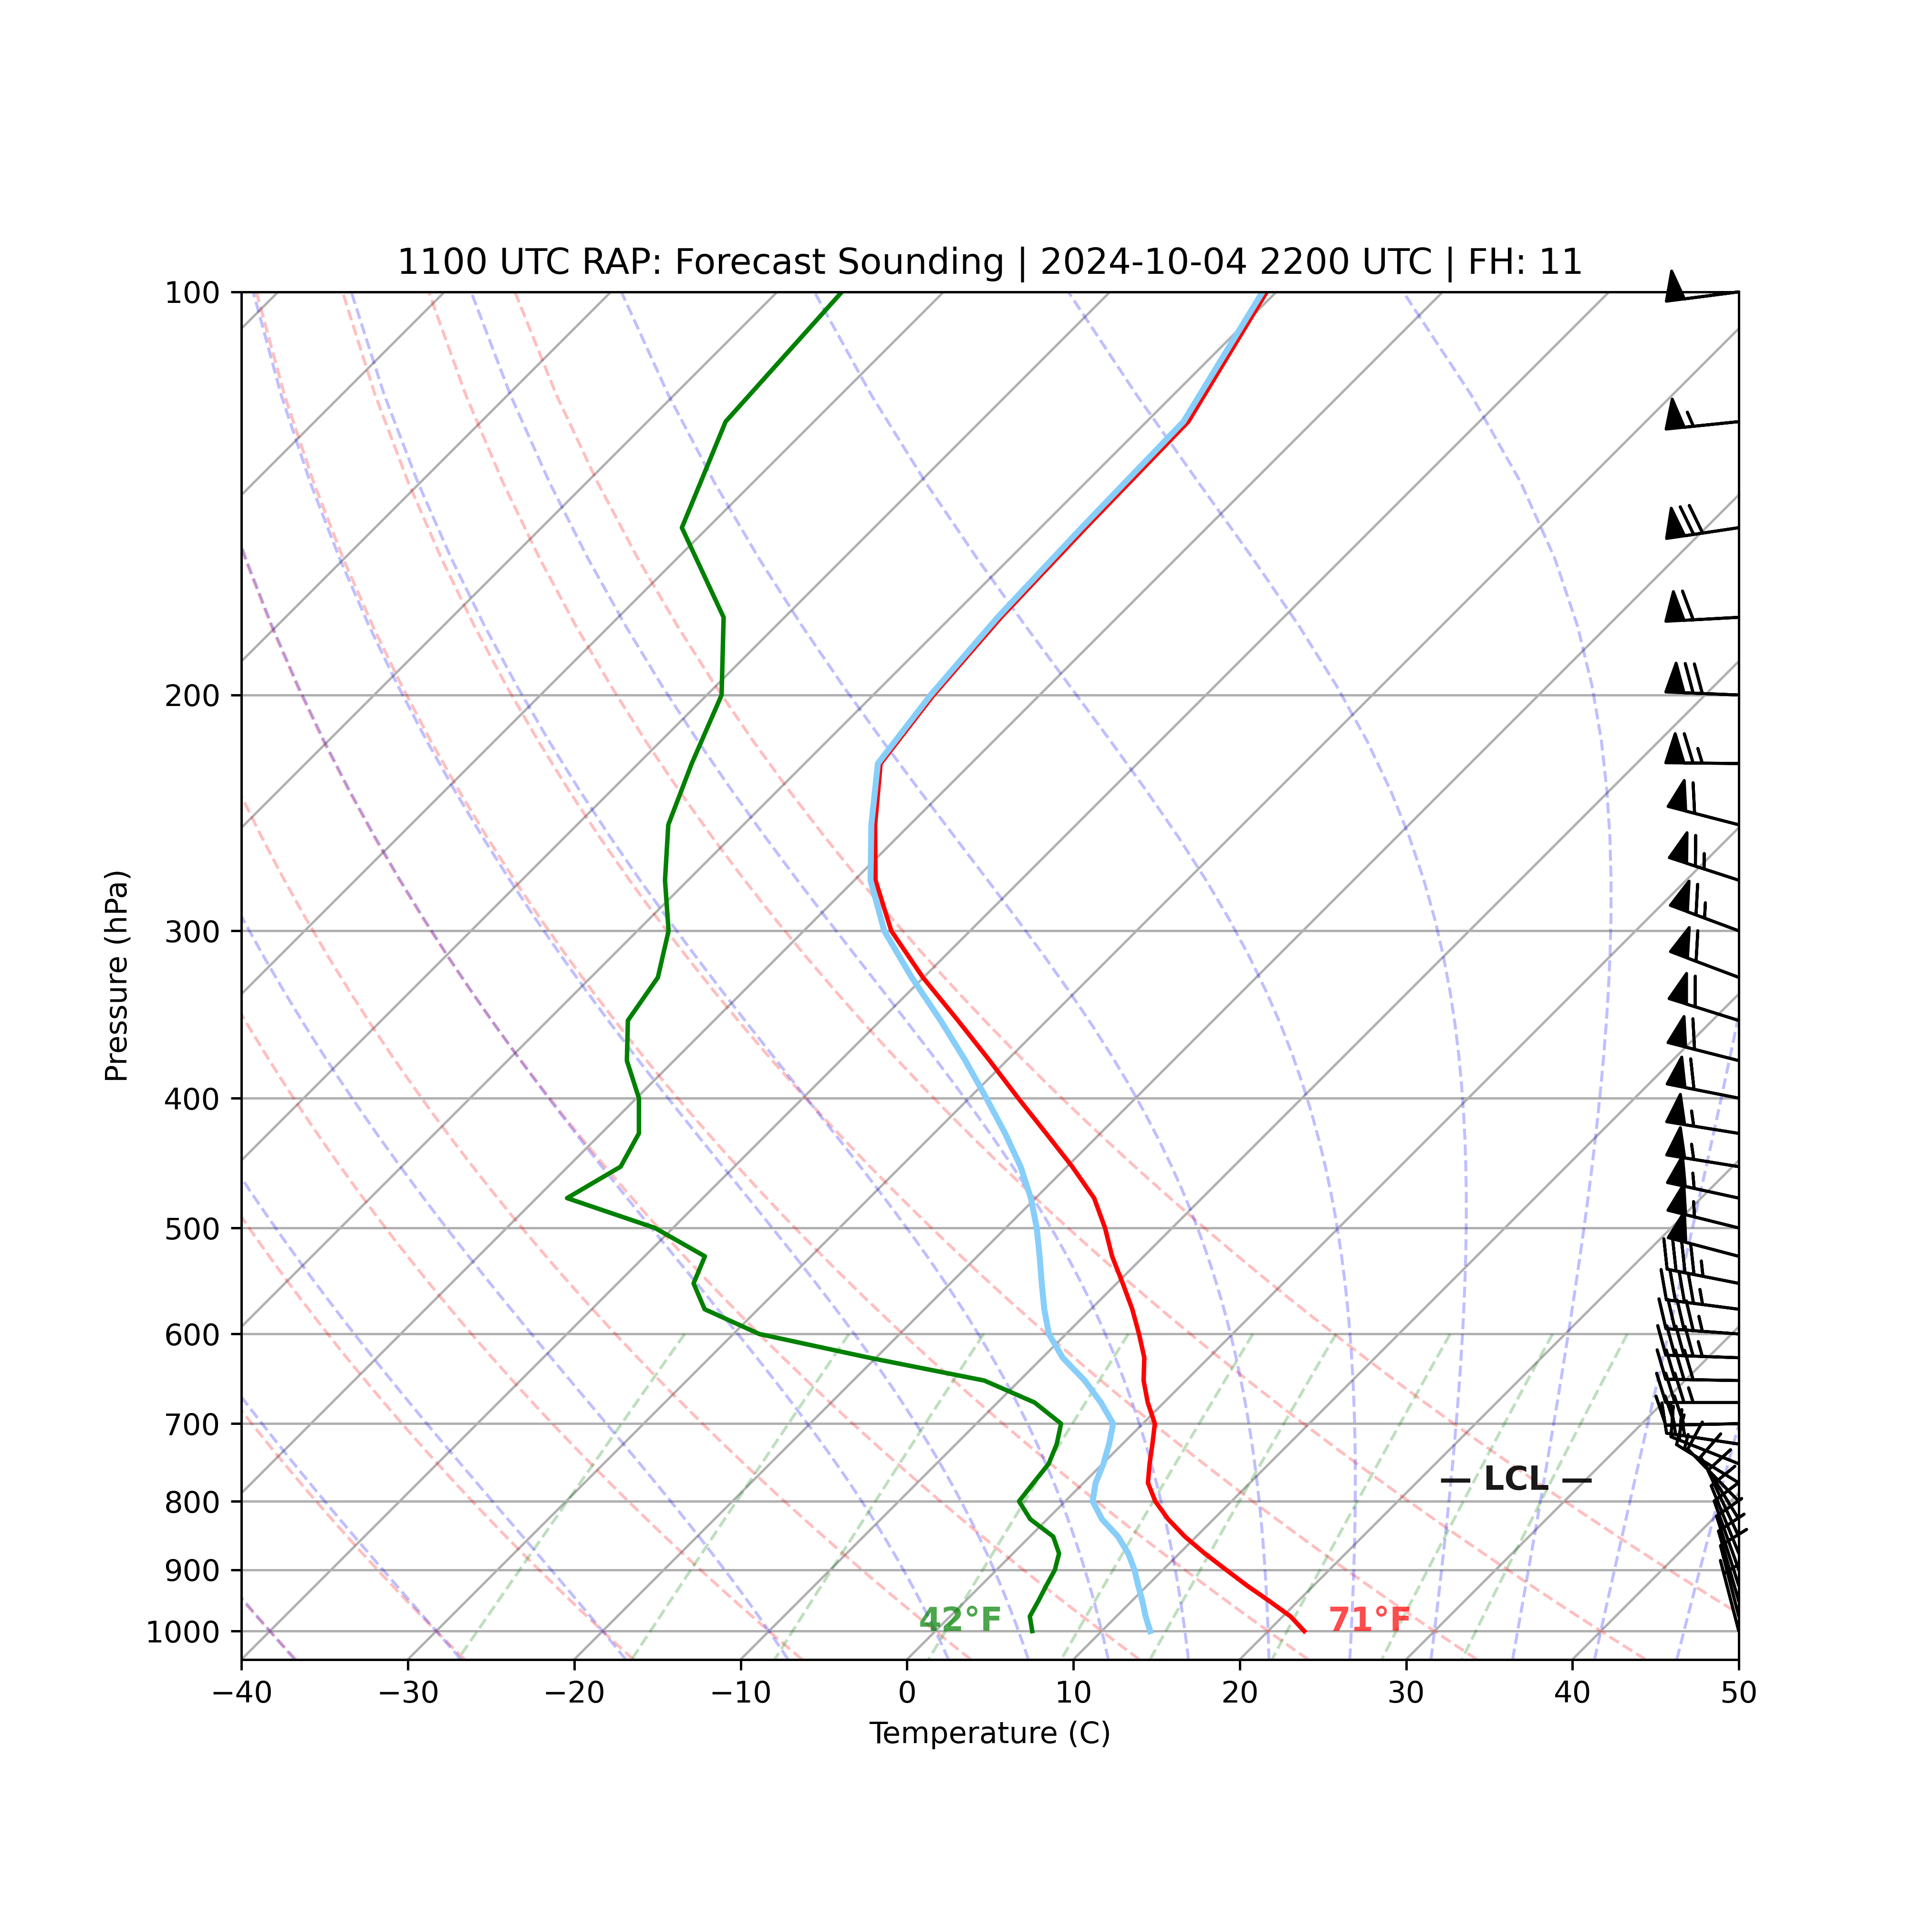 1100 UTC RAP: Forecast Sounding | 2024-10-04 2200 UTC | FH: 11
100
200
300
400
500
600
700
800
900
1000
Pressure (hPa)
— LCL —
42°F
71°F
−40 −30 −20 −10 0 10 20 30 40 50
Temperature (C)